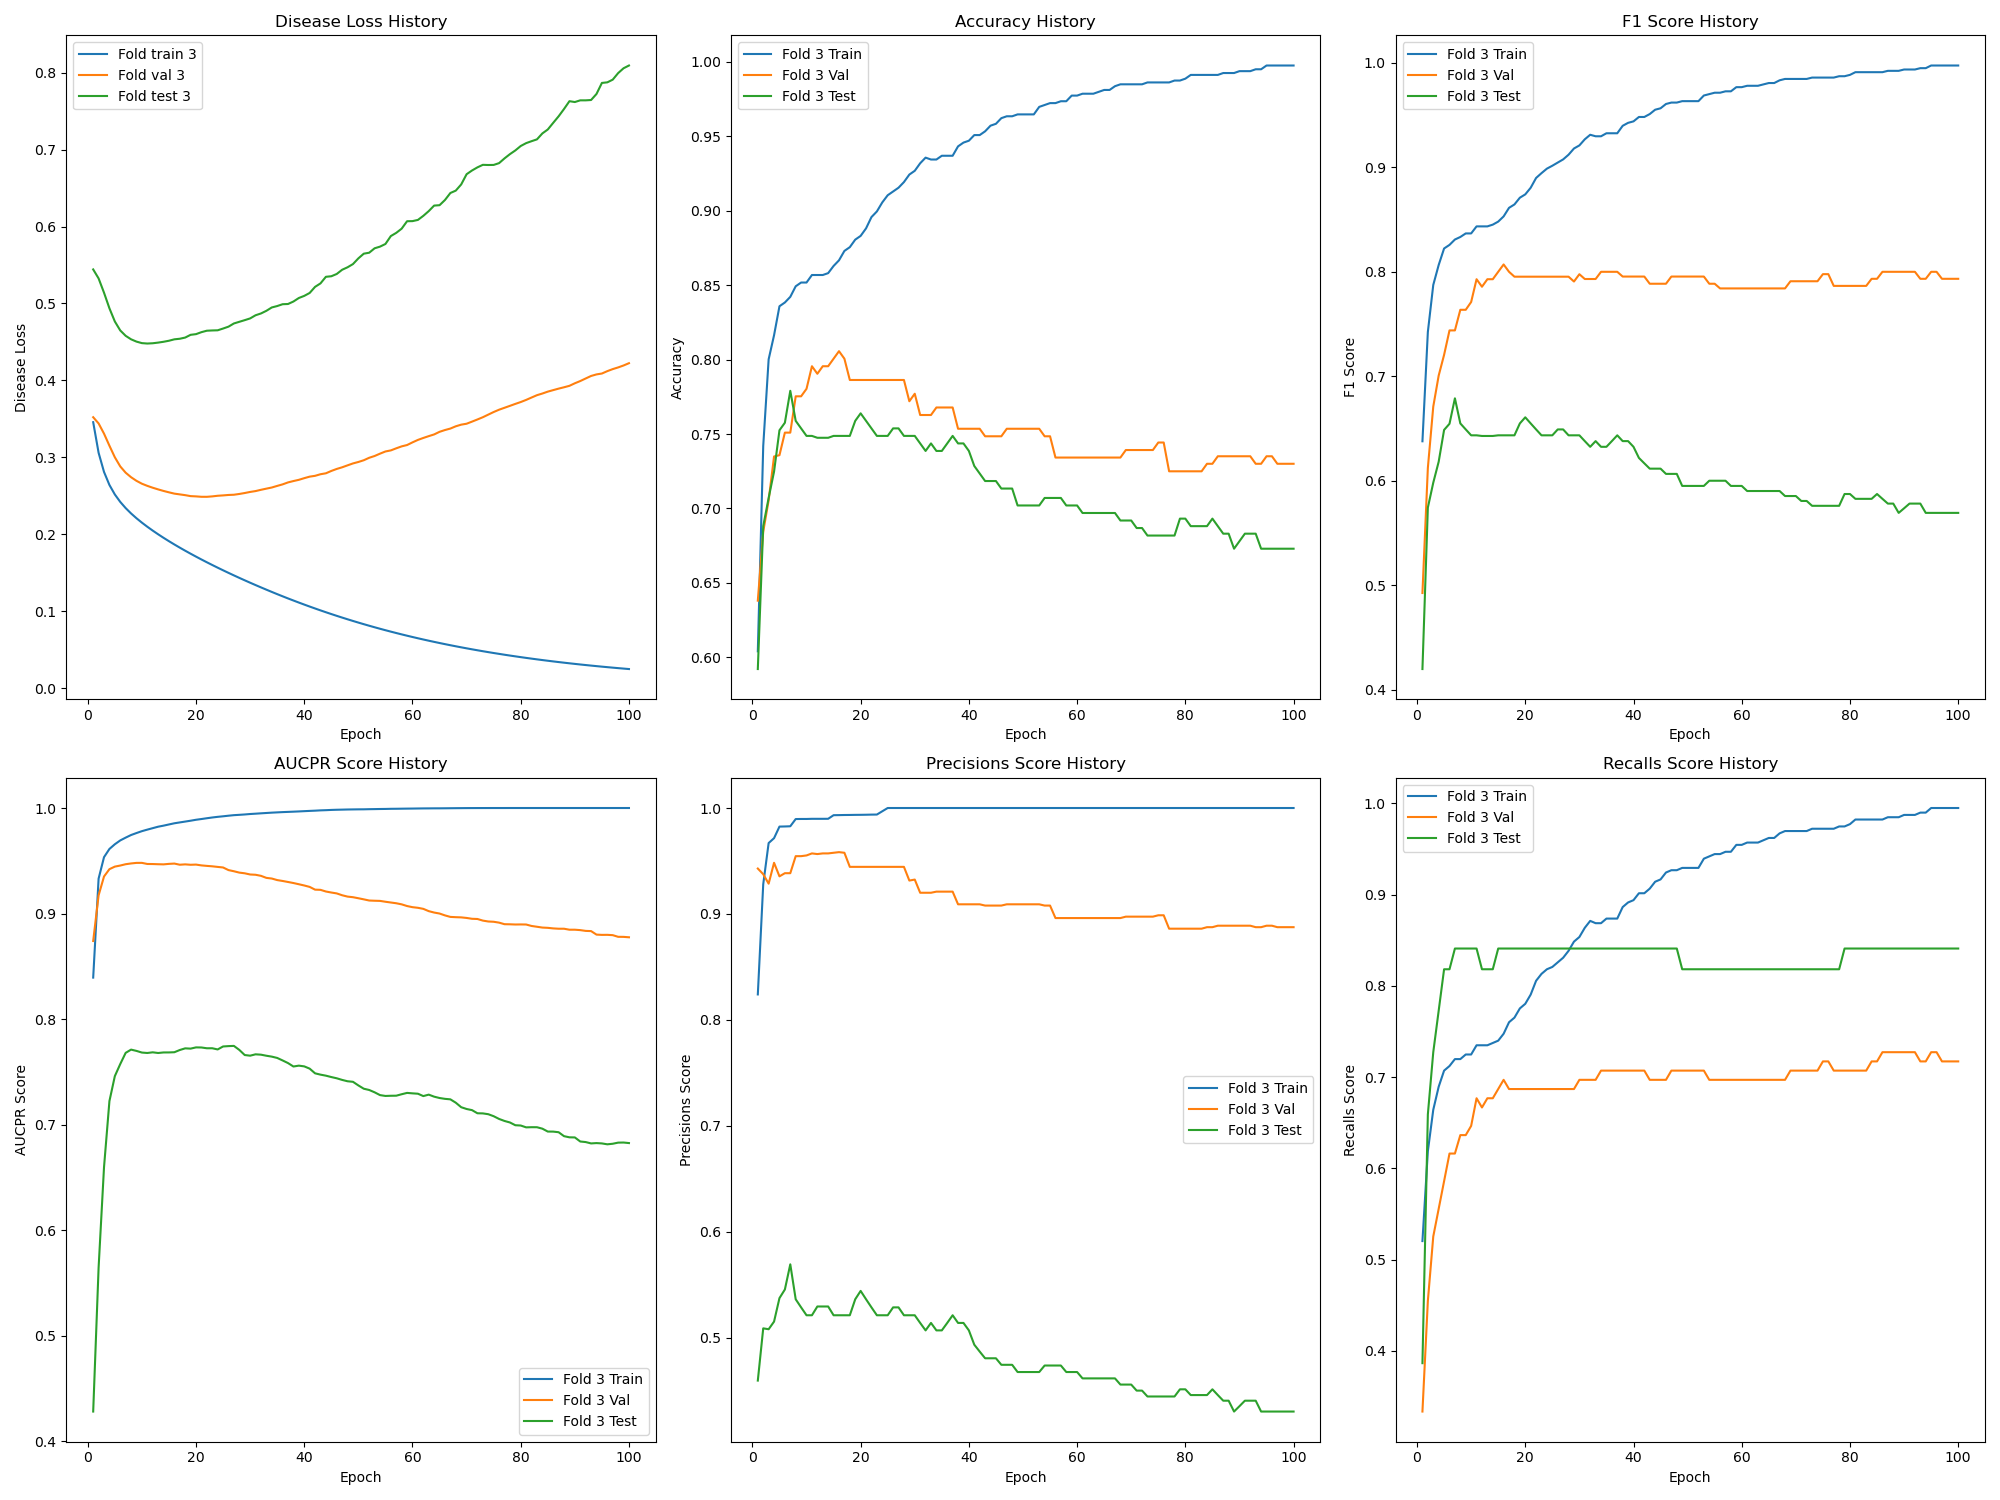 Disease Loss History
Fold train 3
Fold val 3
Fold test 3
0.8
0.7
0.6
0.5
0.4
0.3
0.2
0.1
0.0
Disease Loss
0 20 40 60 80 100
Epoch
Accuracy History
Fold 3 Train
Fold 3 Val
Fold 3 Test
1.00
0.95
0.90
0.85
0.80
0.75
0.70
0.65
0.60
Accuracy
0 20 40 60 80 100
Epoch
F1 Score History
Fold 3 Train
Fold 3 Val
Fold 3 Test
1.0
0.9
0.8
0.7
0.6
0.5
0.4
F1 Score
0 20 40 60 80 100
Epoch
AUCPR Score History
1.0
0.9
0.8
0.7
0.6
0.5
0.4
AUCPR Score
Fold 3 Train
Fold 3 Val
Fold 3 Test
0 20 40 60 80 100
Epoch
Precisions Score History
1.0
0.9
0.8
0.7
0.6
0.5
Precisions Score
Fold 3 Train
Fold 3 Val
Fold 3 Test
0 20 40 60 80 100
Epoch
Recalls Score History
Fold 3 Train
Fold 3 Val
Fold 3 Test
1.0
0.9
0.8
0.7
0.6
0.5
0.4
Recalls Score
0 20 40 60 80 100
Epoch